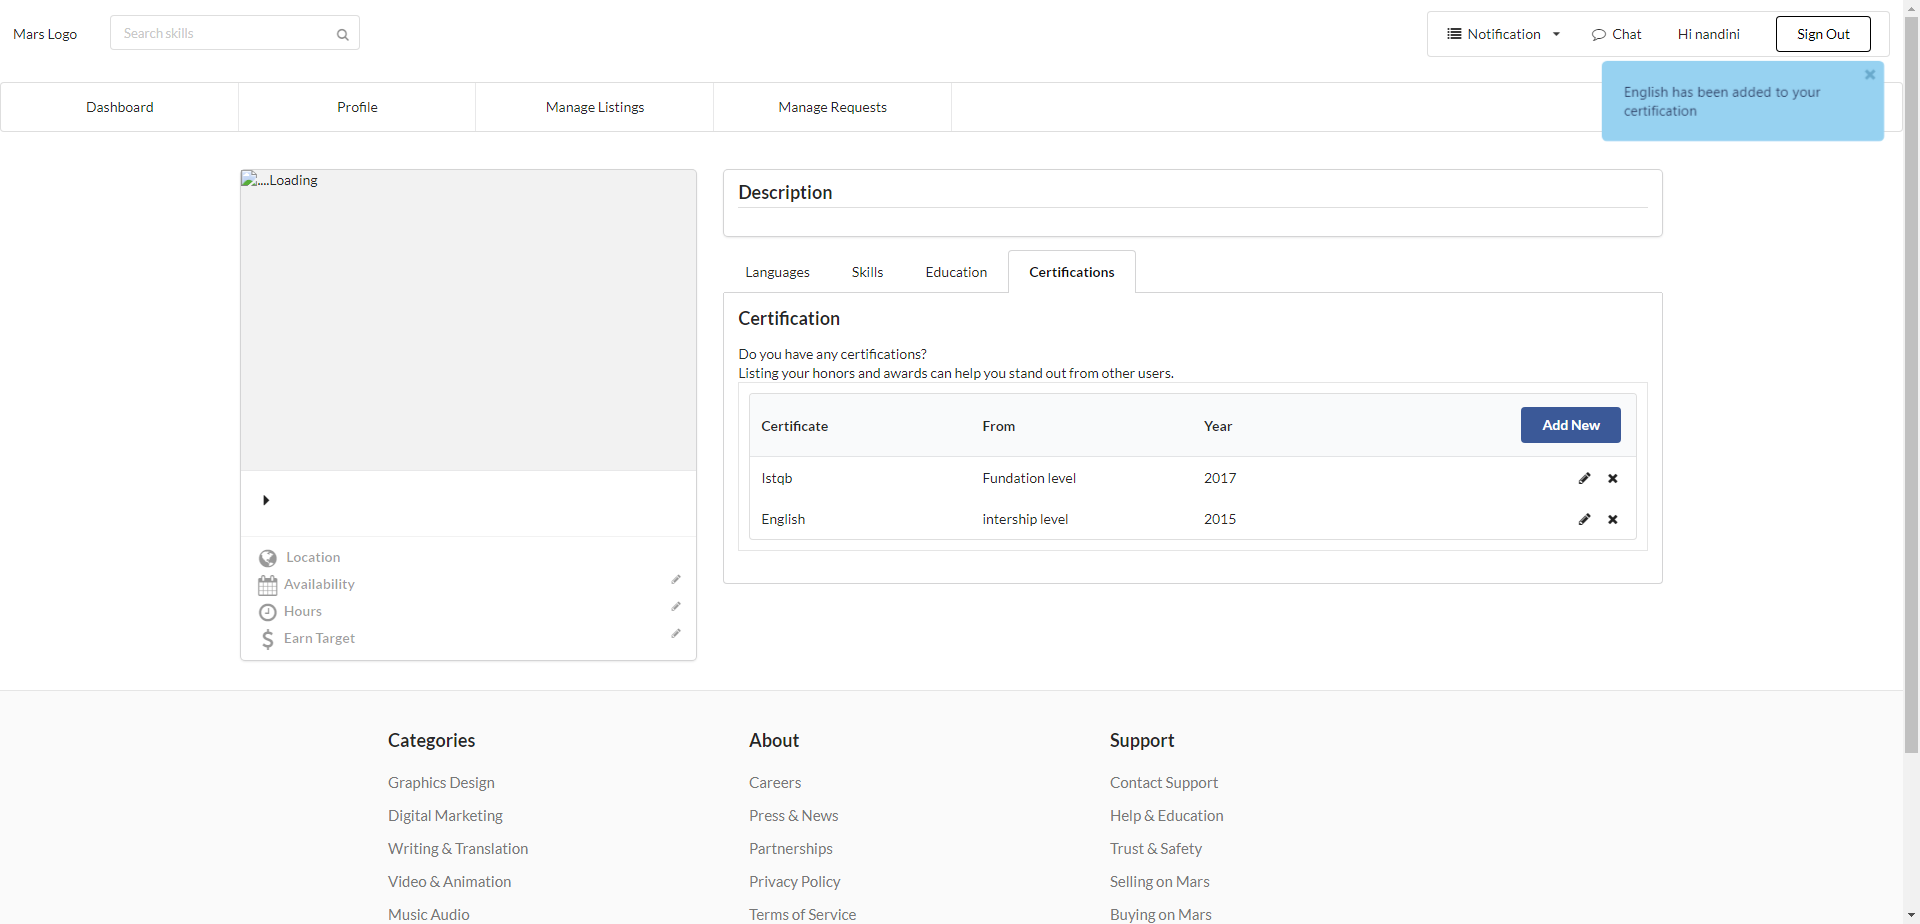 Mars Logo
Search skills
Notification
Chat
Hi nandini
Sign Out
English has been added to your
certification
Dashboard
Profile
Manage Listings
Manage Requests
....Loading
Location
Availability
Hours
Earn Target
Description
Languages
Skills
Education
Certifications
Certification
Do you have any certifications?
Listing your honors and awards can help you stand out from other users.
Certificate From Year Add New
Istqb Fundation level 2017
English intership level 2015
Categories
Graphics Design
Digital Marketing
Writing & Translation
Video & Animation
Music Audio
About
Careers
Press & News
Partnerships
Privacy Policy
Terms of Service
Support
Contact Support
Help & Education
Trust & Safety
Selling on Mars
Buying on Mars